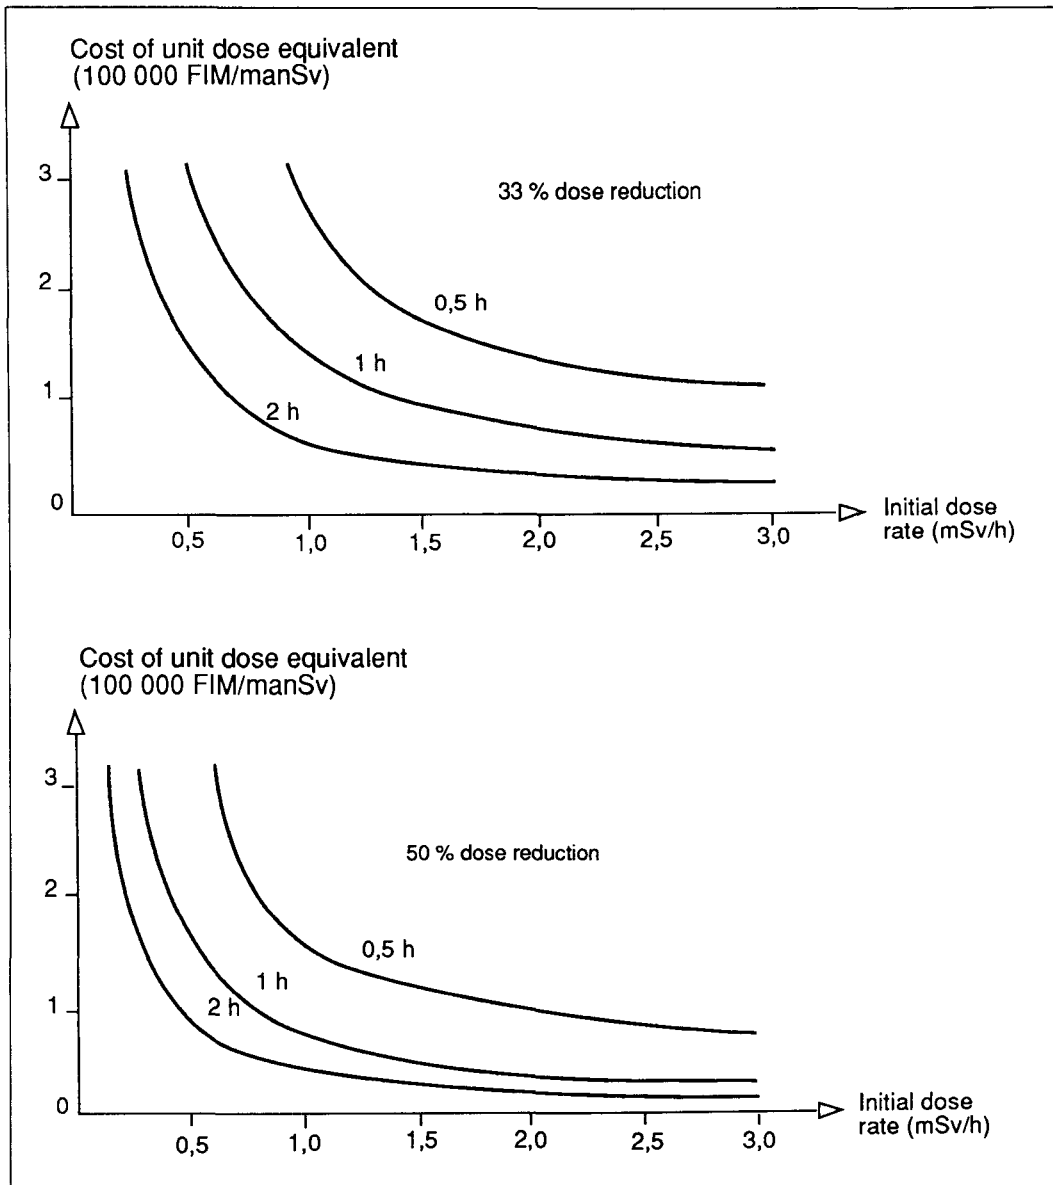 Cost of unit dose equivalent
(100 000 FIM/manSv)
3
33 % dose reduction
2
0,5 h
1 h
1
2 h
0
Initial dose
rate (mSv/h)
0,5
1,0
1,5
2,0
2,5
3,0
Cost of unit dose equivalent
(100 000 FIM/manSv)
3
50 % dose reduction
2
0,5 h
1 h
1
2 h
0
Initial dose
rate (mSv/h)
0,5
1,0
1,5
2,0
2,5
3,0